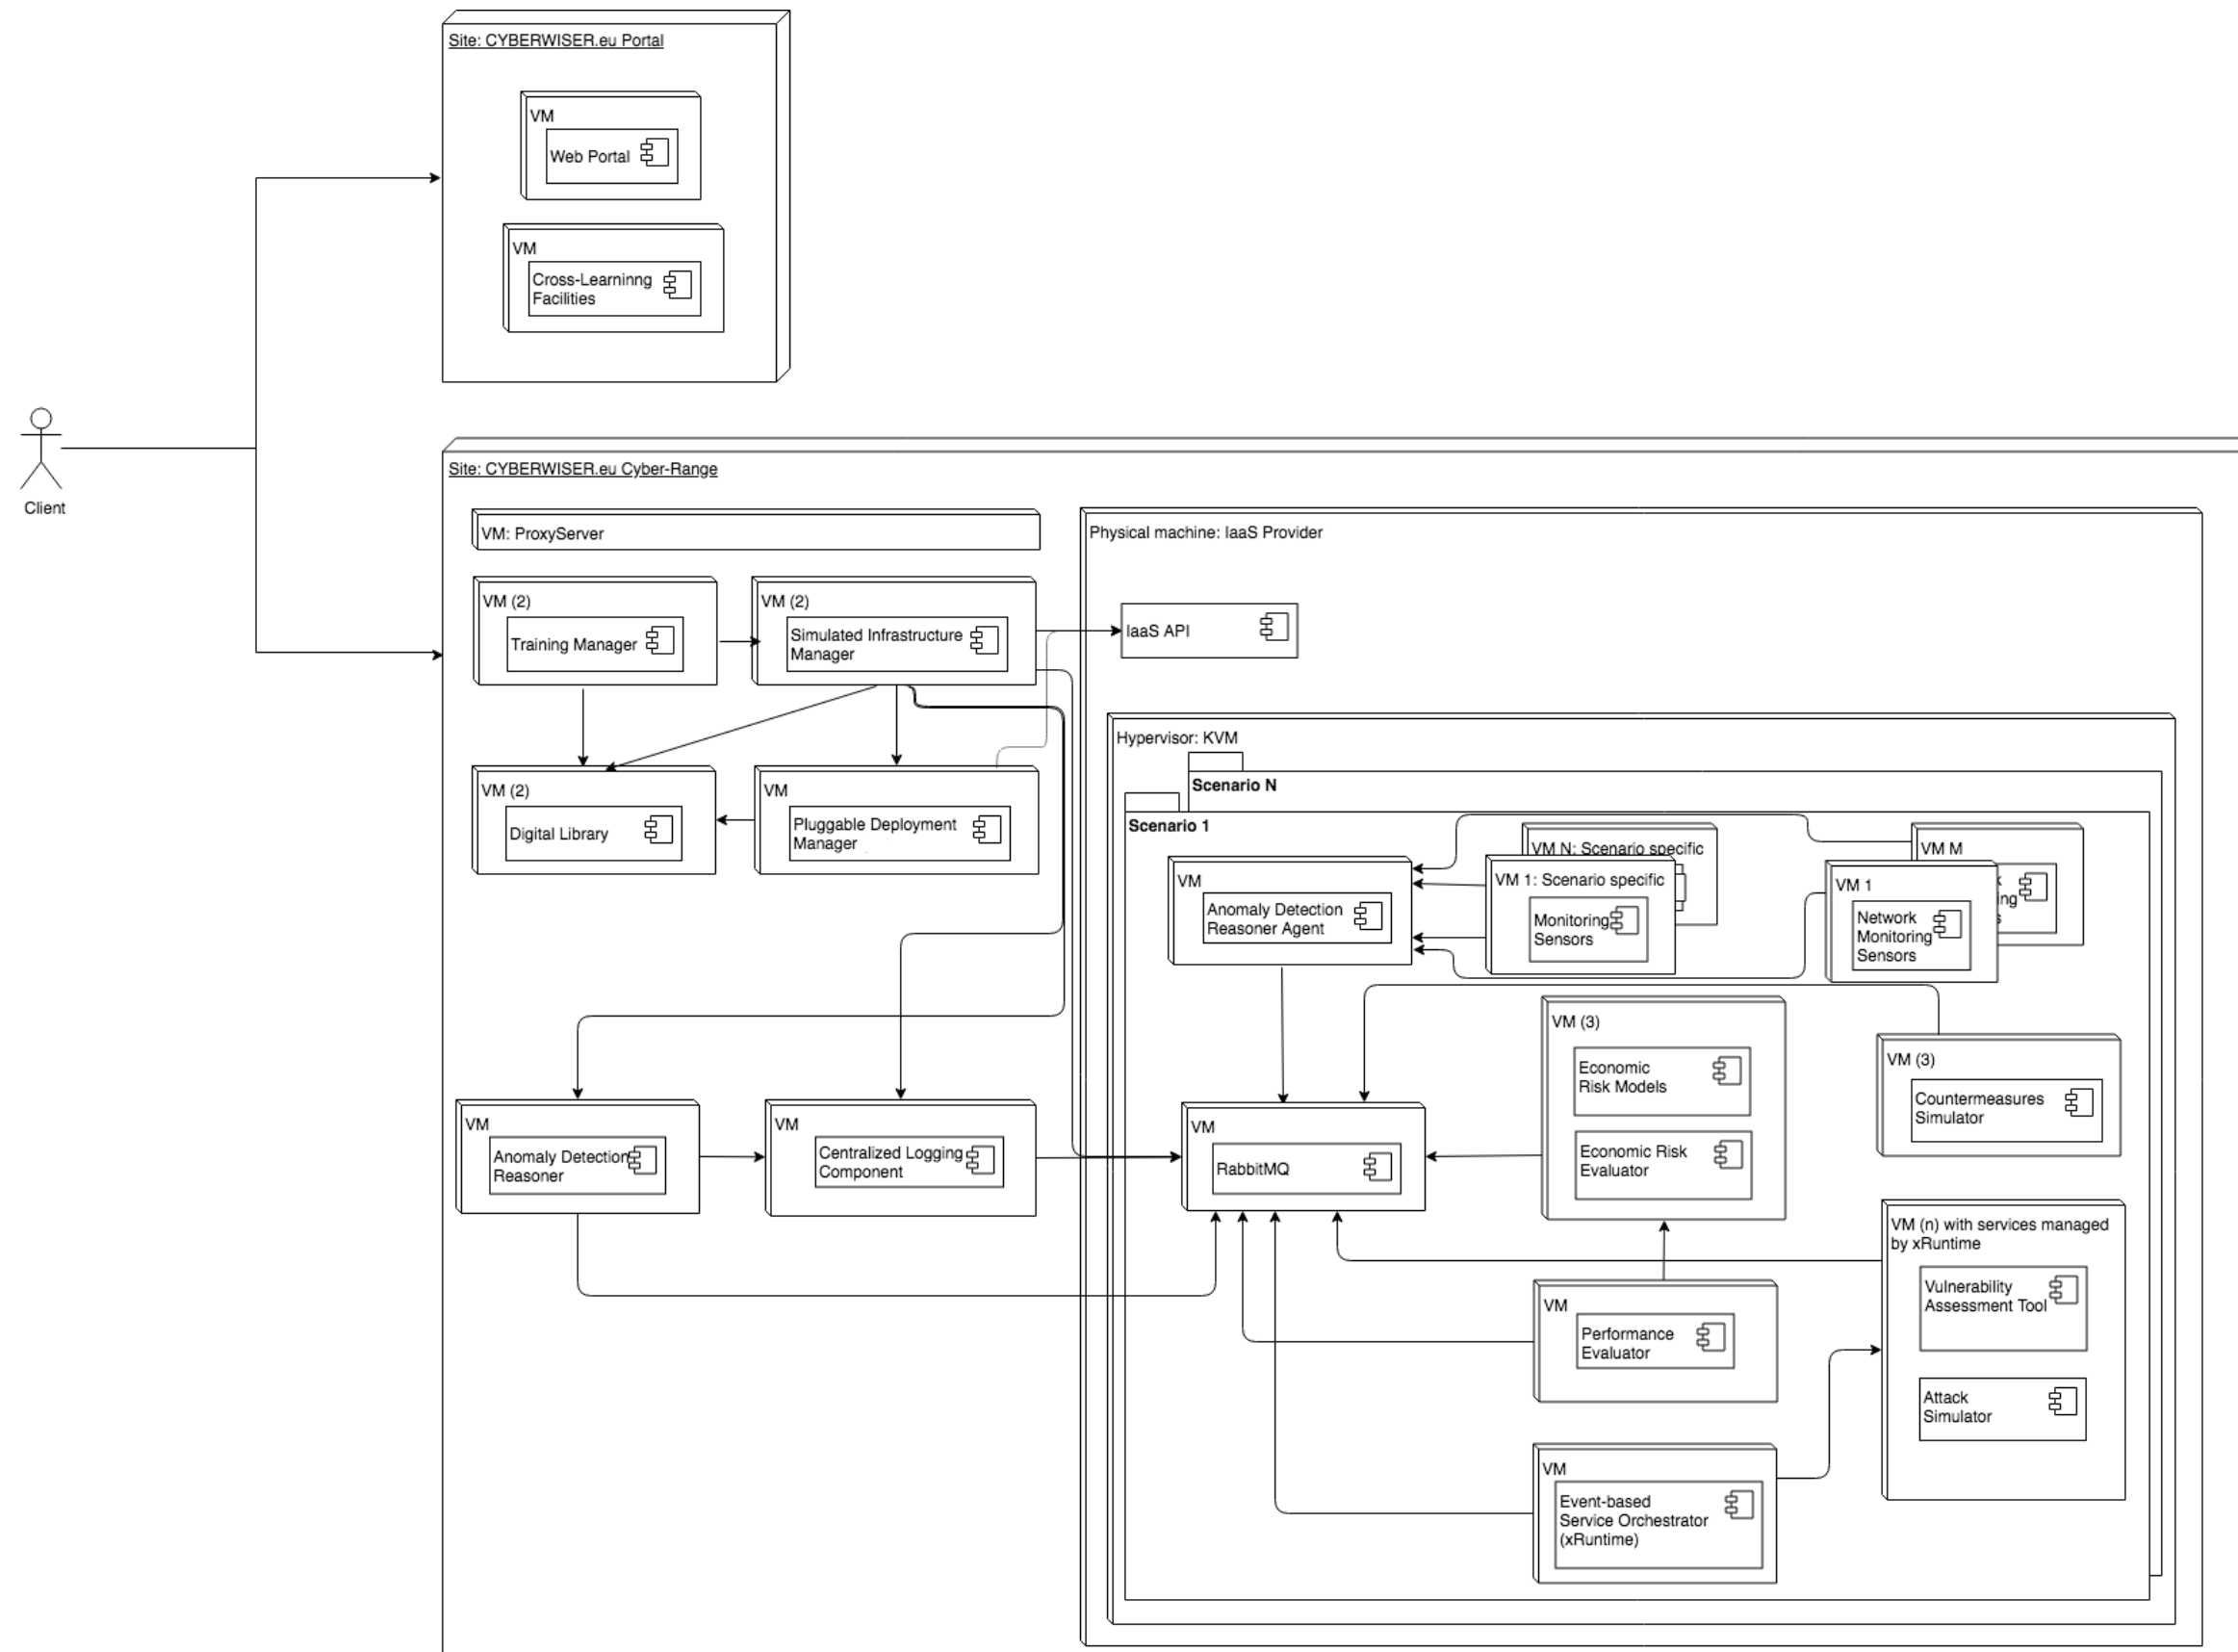 Site: CYBERWISER.eu Portal
VM
Web Portal
VM
Cross-Learninng
Facilities
Client
Site: CYBERWISER.eu Cyber-Range
VM: ProxyServer
Physical machine: IaaS Provider
VM (2)
Training Manager
VM (2)
Simulated Infrastructure
Manager
IaaS API
Hypervisor: KVM
Scenario N
Scenario 1
VM (2)
Digital Library
VM
Pluggable Deployment
Manager
VM
Anomaly Detection
Reasoner Agent
VM N: Scenario specific
VM 1: Scenario specific
Monitoring
Sensors
VM M
ing
VM 1
Network
Monitoring
Sensors
VM (3)
Economic
Risk Models
Economic Risk
Evaluator
VM (3)
Countermeasures
Simulator
VM
Anomaly Detection
Reasoner
VM
Centralized Logging
Component
VM
RabbitMQ
VM (n) with services managed
by xRuntime
Vulnerability
Assessment Tool
Attack
Simulator
VM
Performance
Evaluator
VM
Event-based
Service Orchestrator
(xRuntime)